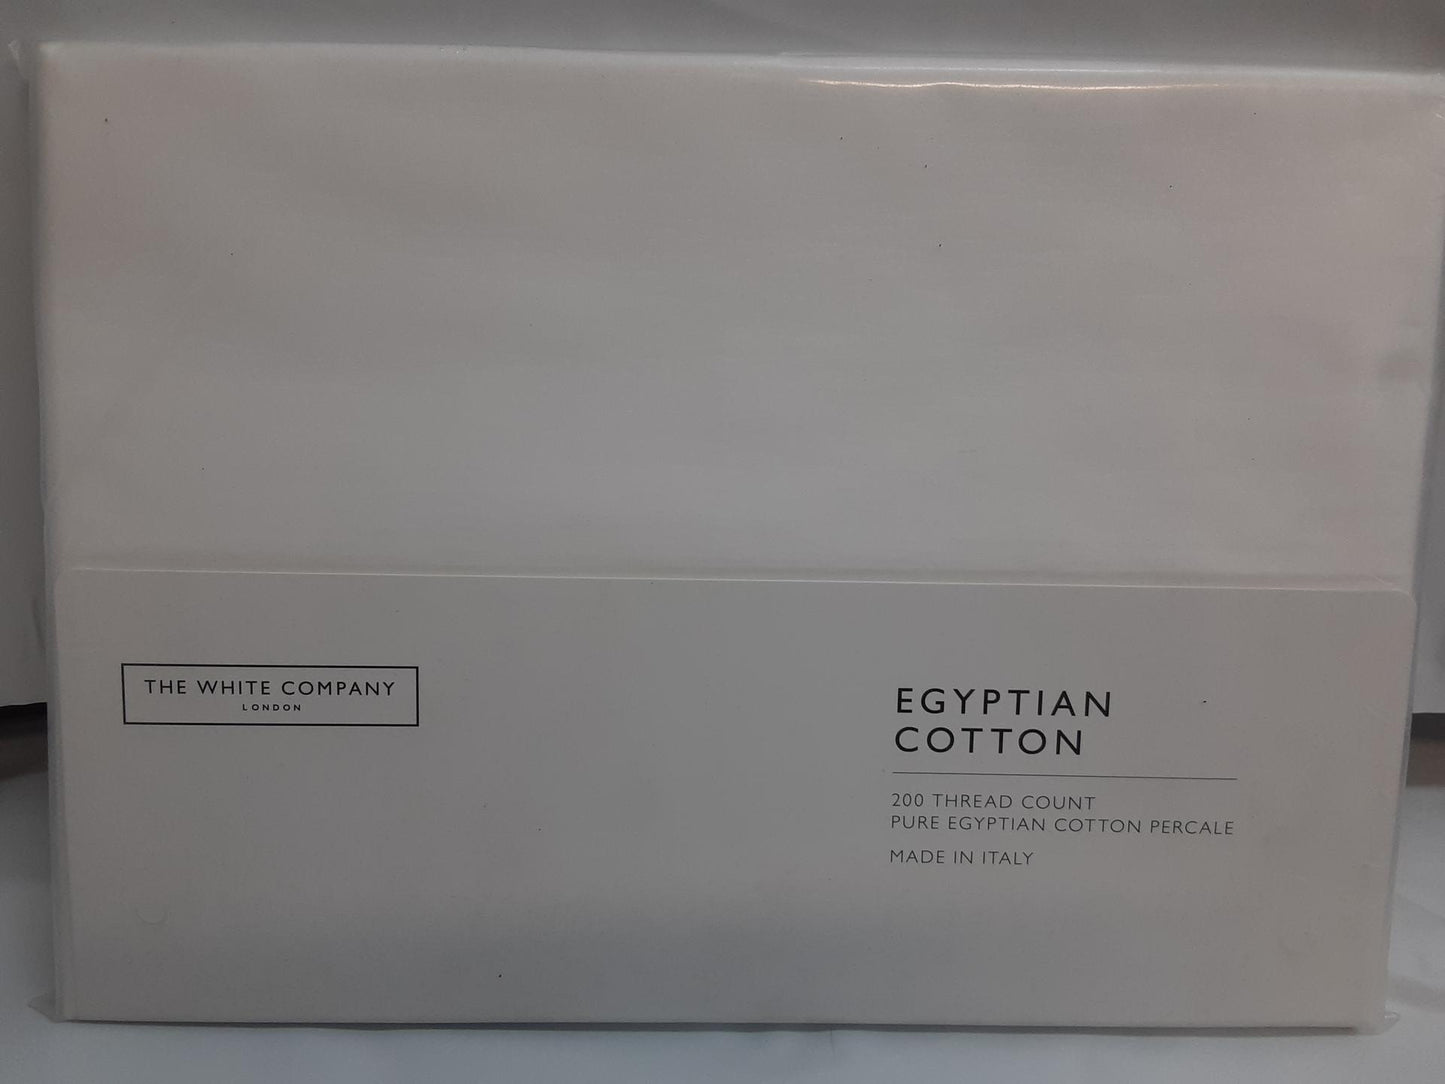 THE WHITE COMPANY
LONDON
EGYPTIAN
COTTON
200 THREAD COUNT
PURE EGYPTIAN COTTON PERCALE
MADE IN ITALY